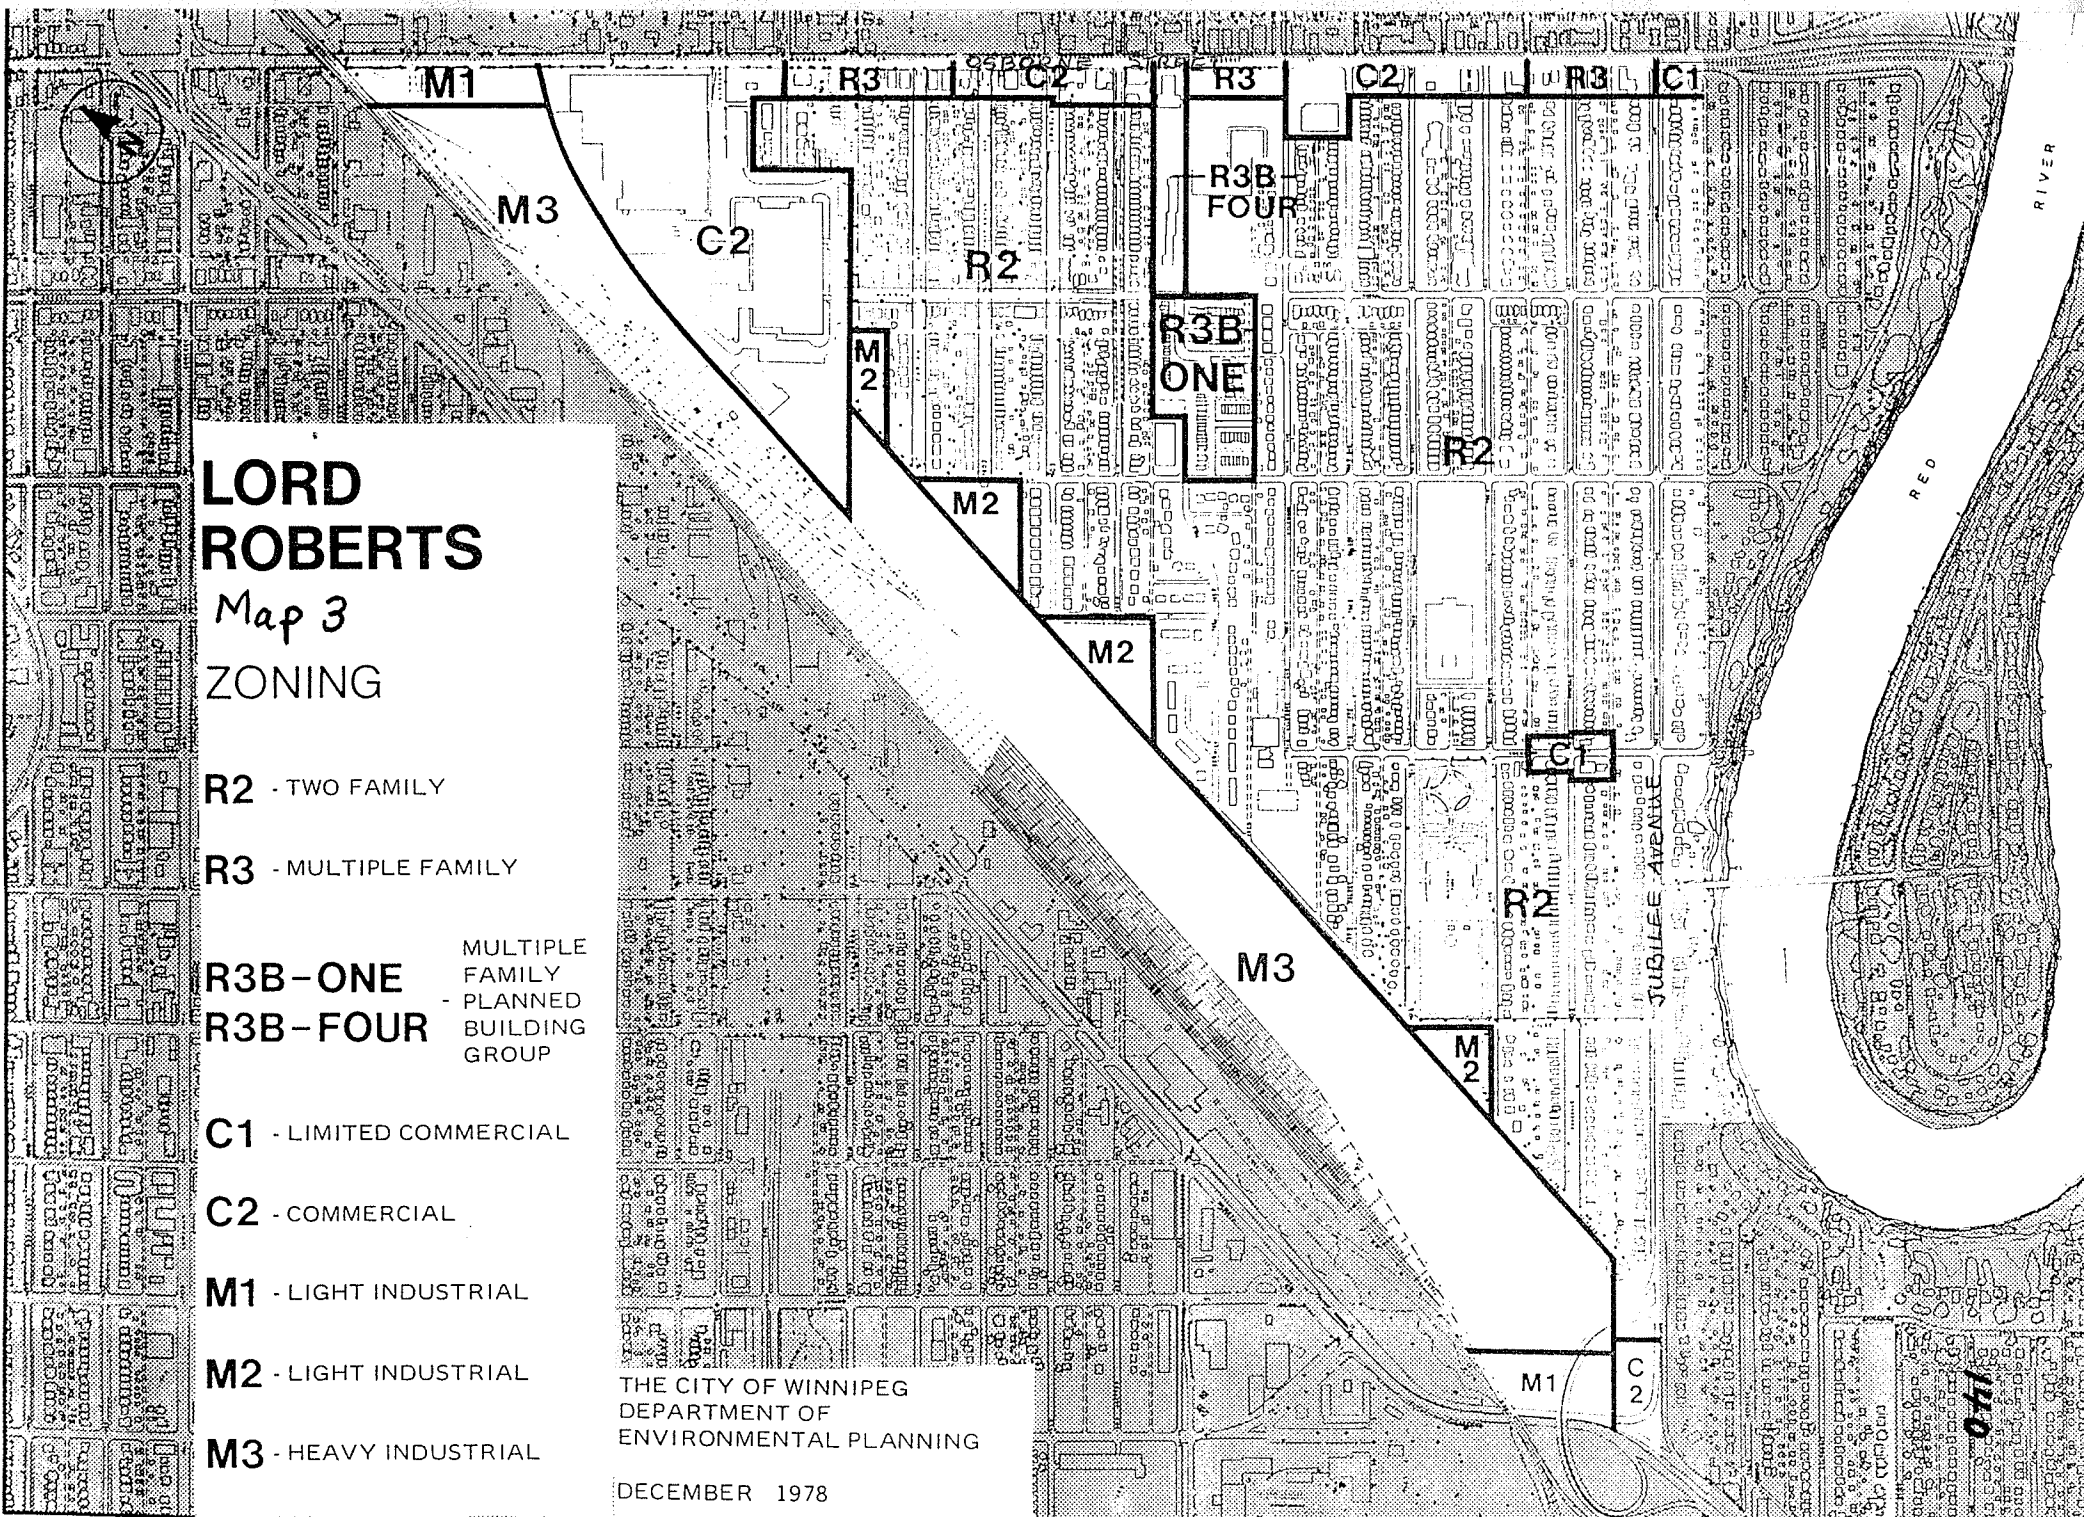 OSBORNE STREET
M1
R3
C2
R3
C2
R3
C1
N
M3
C2
R2
R3B-
FOUR
RIVER
R3B-
ONE
M
2
R2
RED
M2
M2
C1
JUBILEE AVENUE
R2
M3
M
2
M1
C
2
140
LORD
ROBERTS
Map 3
ZONING
R2 - TWO FAMILY
R3 - MULTIPLE FAMILY
R3B-ONE
R3B-FOUR
- MULTIPLE
FAMILY
PLANNED
BUILDING
GROUP
C1 - LIMITED COMMERCIAL
C2 - COMMERCIAL
M1 - LIGHT INDUSTRIAL
M2 - LIGHT INDUSTRIAL
M3 - HEAVY INDUSTRIAL
THE CITY OF WINNIPEG
DEPARTMENT OF
ENVIRONMENTAL PLANNING
DECEMBER 1978